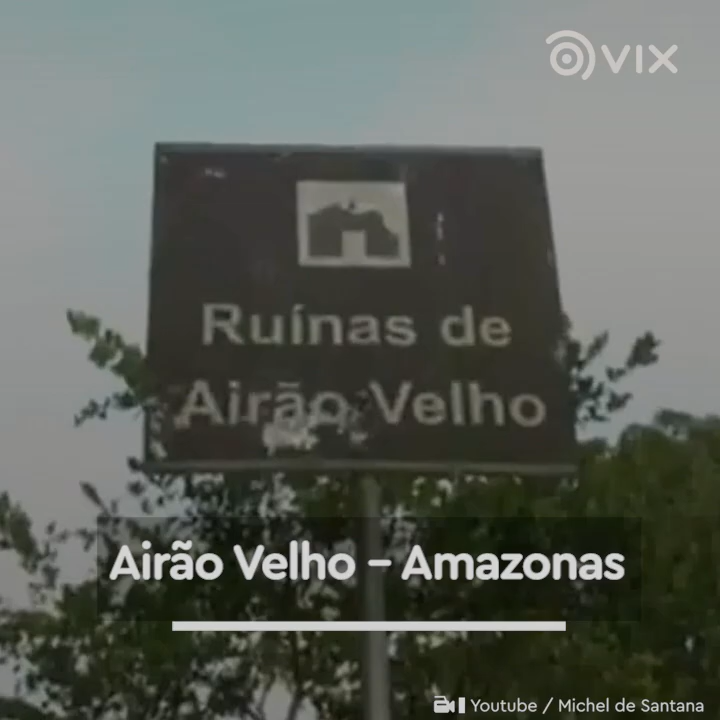 VIX
Ruínas de
Airão Velho
Airão Velho – Amazonas
Youtube / Michel de Santana